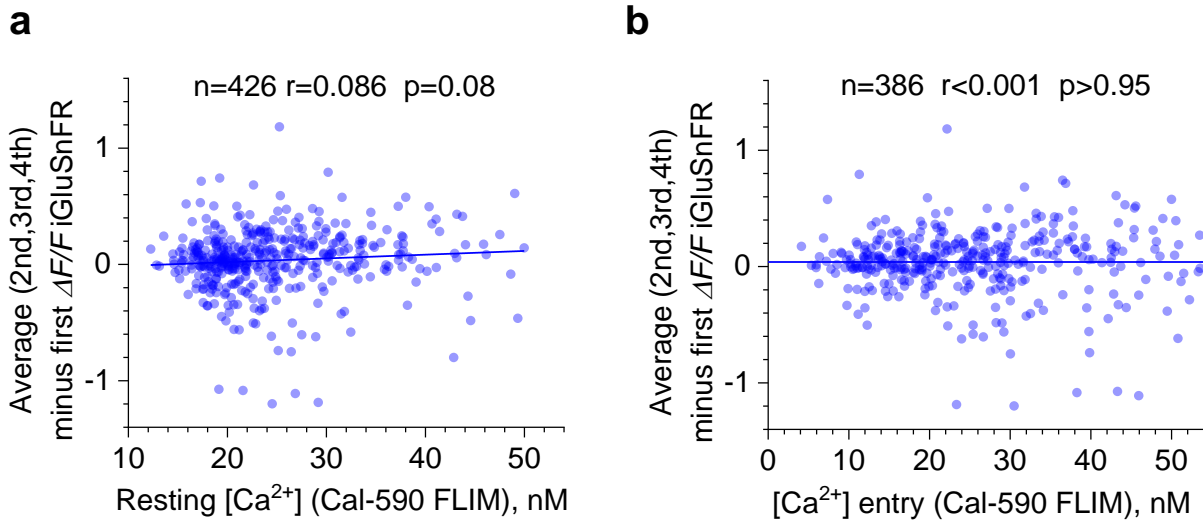 a
n=426 r=0.086 p=0.08
Average (2nd,3rd,4th)
minus first ΔF/F iGluSnFR
1
0
-1
10 20 30 40 50
Resting [Ca²⁺] (Cal-590 FLIM), nM
b
n=386 r<0.001 p>0.95
Average (2nd,3rd,4th)
minus first ΔF/F iGluSnFR
1
0
-1
0 10 20 30 40 50
[Ca²⁺] entry (Cal-590 FLIM), nM